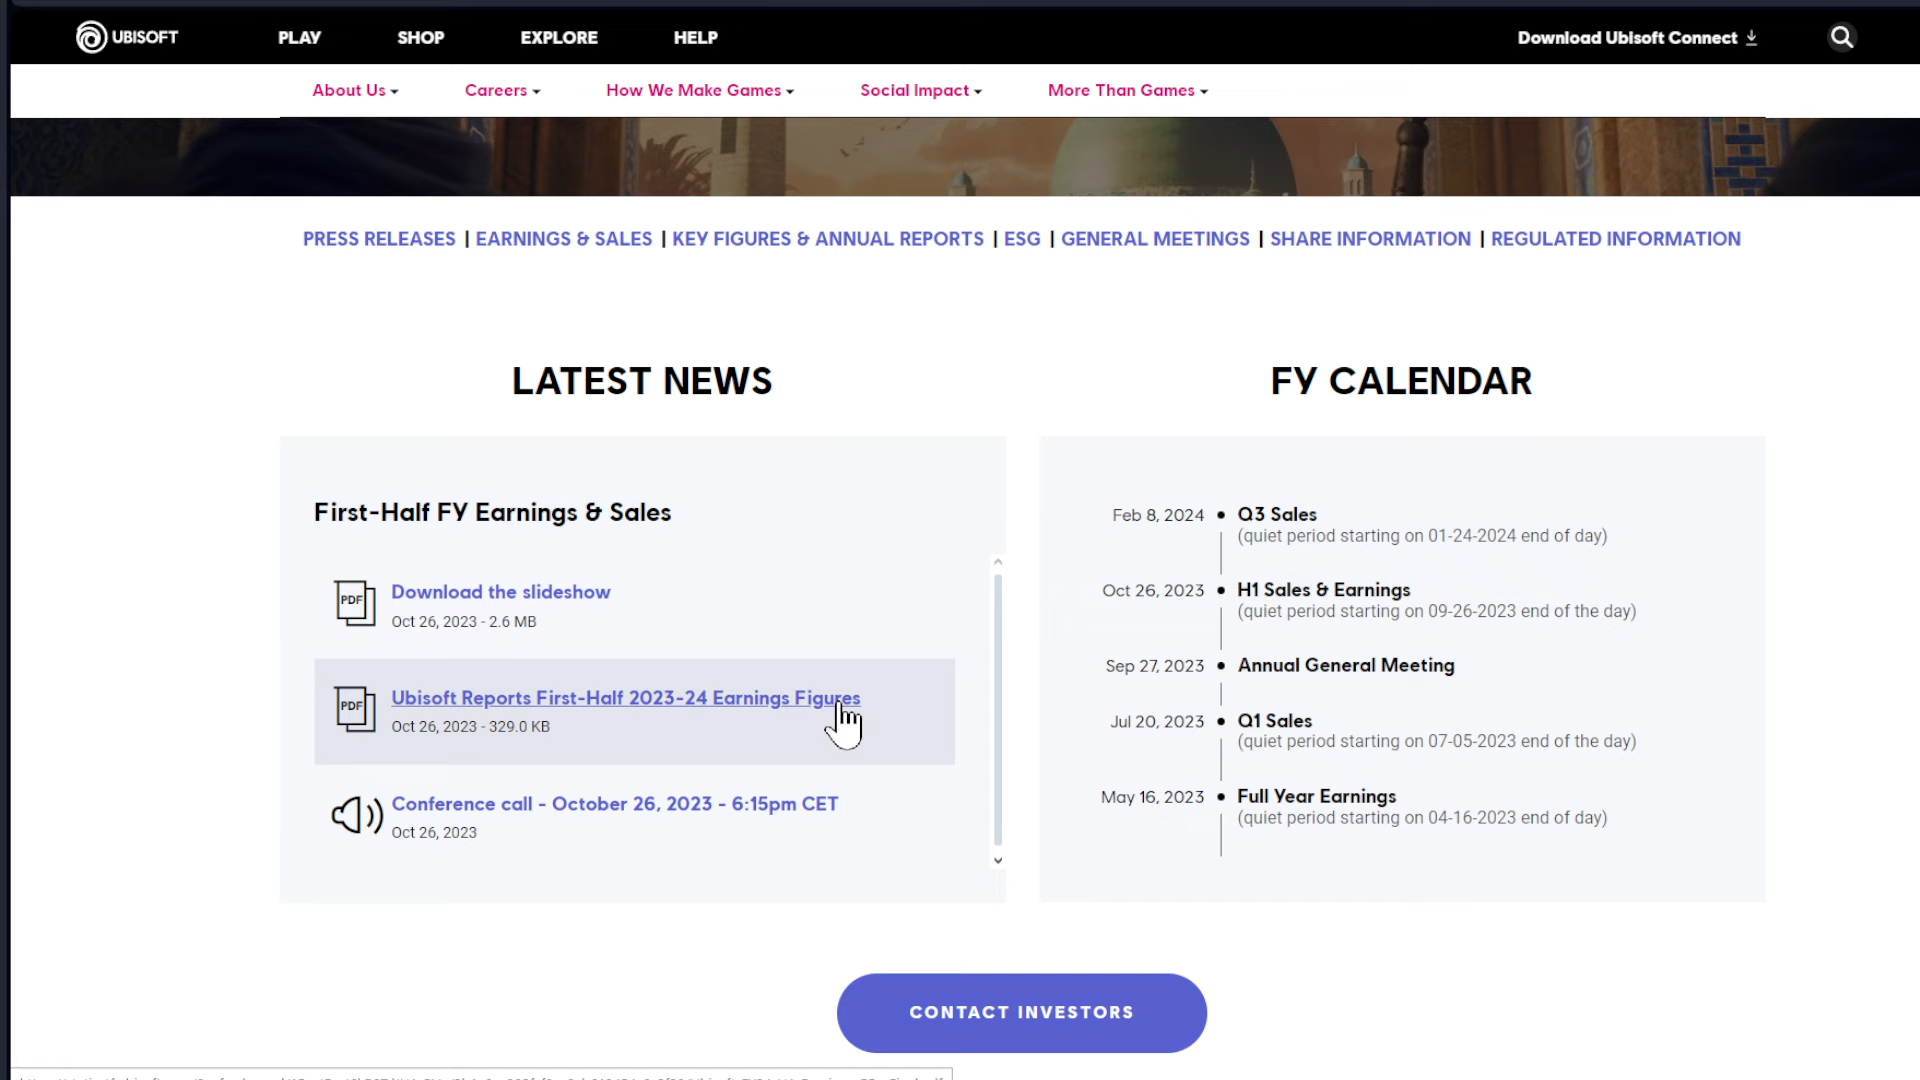 UBISOFT
PLAY
SHOP
EXPLORE
HELP
Download Ubisoft Connect
About Us
Careers
How We Make Games
Social Impact
More Than Games
PRESS RELEASES | EARNINGS & SALES | KEY FIGURES & ANNUAL REPORTS | ESG | GENERAL MEETINGS | SHARE INFORMATION | REGULATED INFORMATION
LATEST NEWS
First-Half FY Earnings & Sales
PDF
Download the slideshow
Oct 26, 2023 - 2.6 MB
PDF
Ubisoft Reports First-Half 2023-24 Earnings Figures
Oct 26, 2023 - 329.0 KB
Conference call - October 26, 2023 - 6:15pm CET
Oct 26, 2023
FY CALENDAR
Feb 8, 2024
Q3 Sales
(quiet period starting on 01-24-2024 end of day)
Oct 26, 2023
H1 Sales & Earnings
(quiet period starting on 09-26-2023 end of the day)
Sep 27, 2023
Annual General Meeting
Jul 20, 2023
Q1 Sales
(quiet period starting on 07-05-2023 end of the day)
May 16, 2023
Full Year Earnings
(quiet period starting on 04-16-2023 end of day)
CONTACT INVESTORS